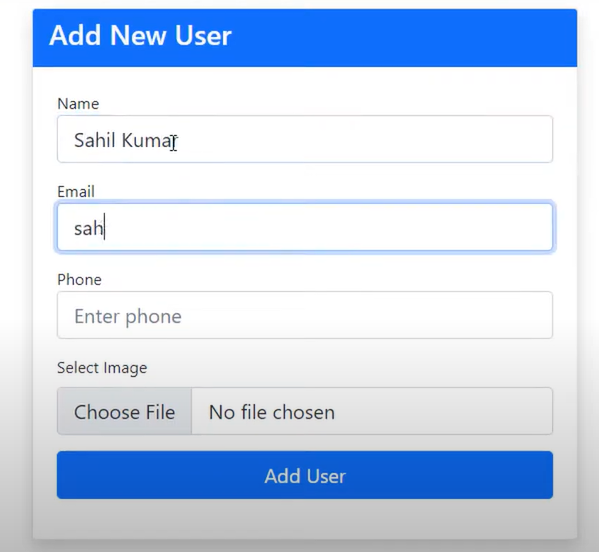 Add New User
Name
Sahil Kumar
Email
sah
Phone
Enter phone
Select Image
Choose File No file chosen
Add User